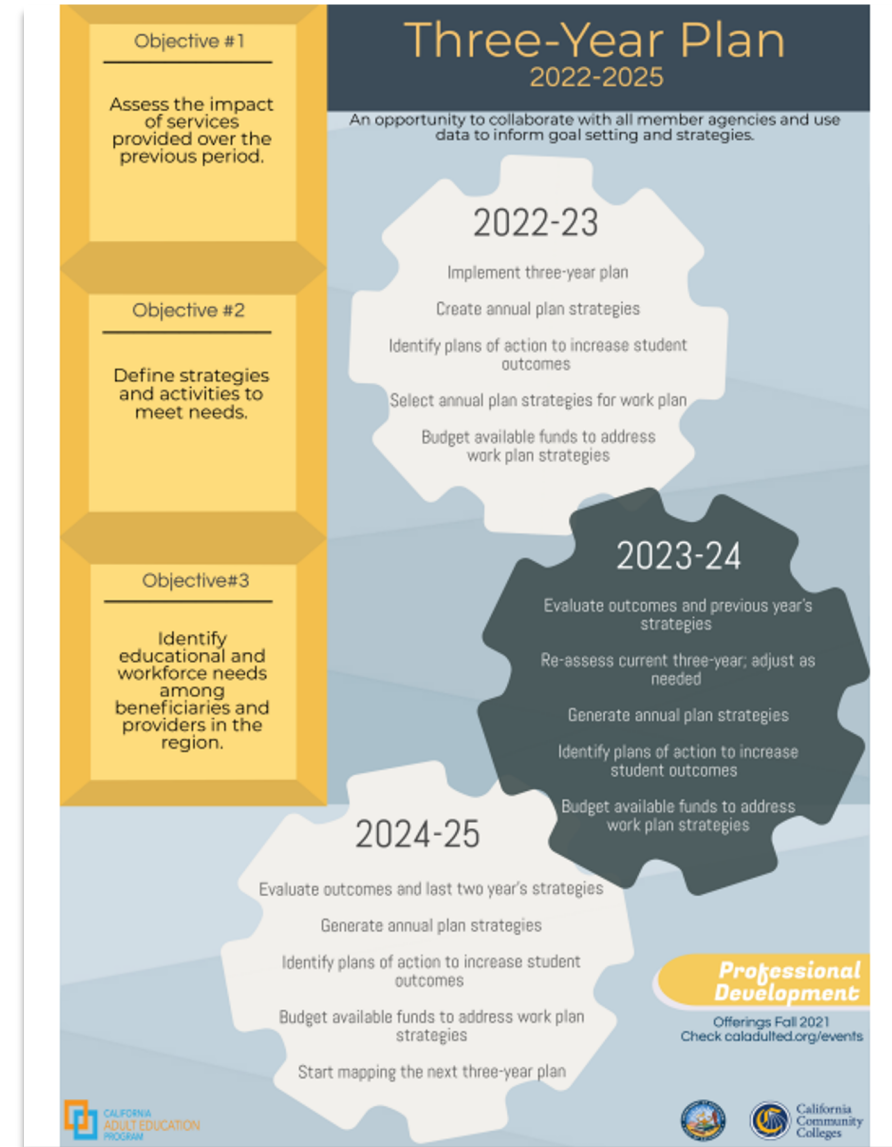 Three-Year Plan
2022-2025
An opportunity to collaborate with all member agencies and use
data to inform goal setting and strategies.
Objective #1
Assess the impact
of services
provided over the
previous period.
Objective #2
Define strategies
and activities to
meet needs.
Objective#3
Identify
educational and
workforce needs
among
beneficiaries and
providers in the
region.
2022-23
Implement three-year plan
Create annual plan strategies
Identify plans of action to increase student
outcomes
Select annual plan strategies for work plan
Budget available funds to address
work plan strategies
2023-24
Evaluate outcomes and previous year's
strategies
Re-assess current three-year; adjust as
needed
Generate annual plan strategies
Identify plans of action to increase
student outcomes
Budget available funds to address
work plan strategies
2024-25
Evaluate outcomes and last two year's strategies
Generate annual plan strategies
Identify plans of action to increase student
outcomes
Budget available funds to address work plan
strategies
Start mapping the next three-year plan
Professional
Development
Offerings Fall 2021
Check caladulted.org/events
CALIFORNIA
ADULT EDUCATION
PROGRAM
California
Community
Colleges